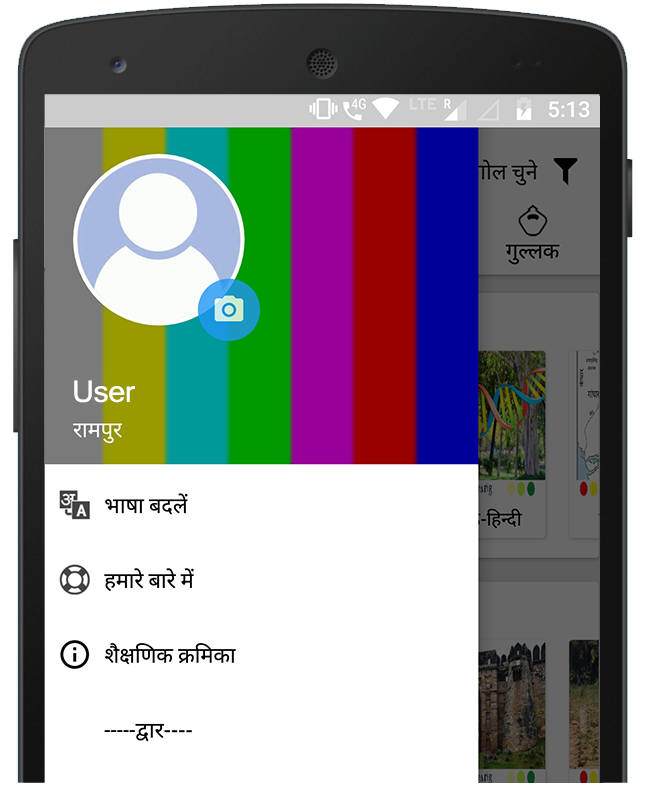 4G LTE R 5:13
गोल चुने
गुल्लक
User
रामपुर
भाषा बदलें
हमारे बारे में
शैक्षणिक क्रमिका
-----द्वार----
-हिन्दी